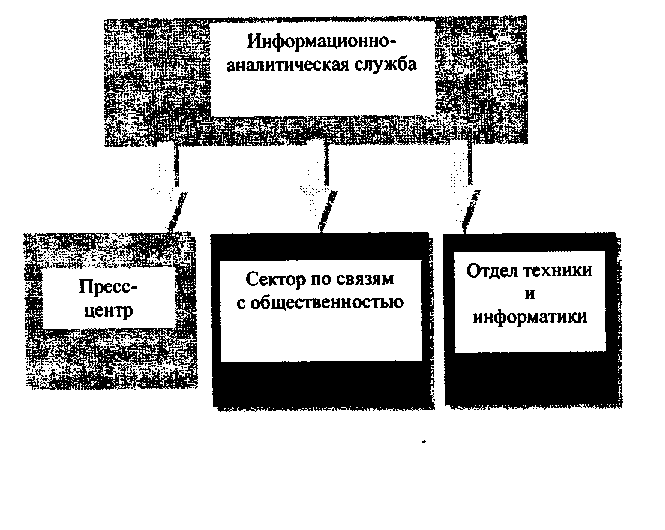 Информационно-
аналитическая служба
Пресс-
центр
Сектор по связям
с общественностью
Отдел техники
и
информатики